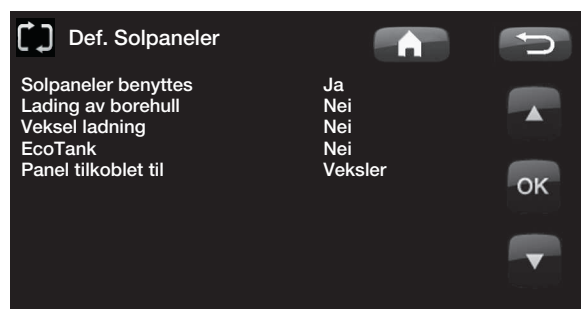 Def. Solpaneler
Solpaneler benyttes Ja
Lading av borehull Nei
Veksel ladning Nei
EcoTank Nei
Panel tilkoblet til Veksler
OK